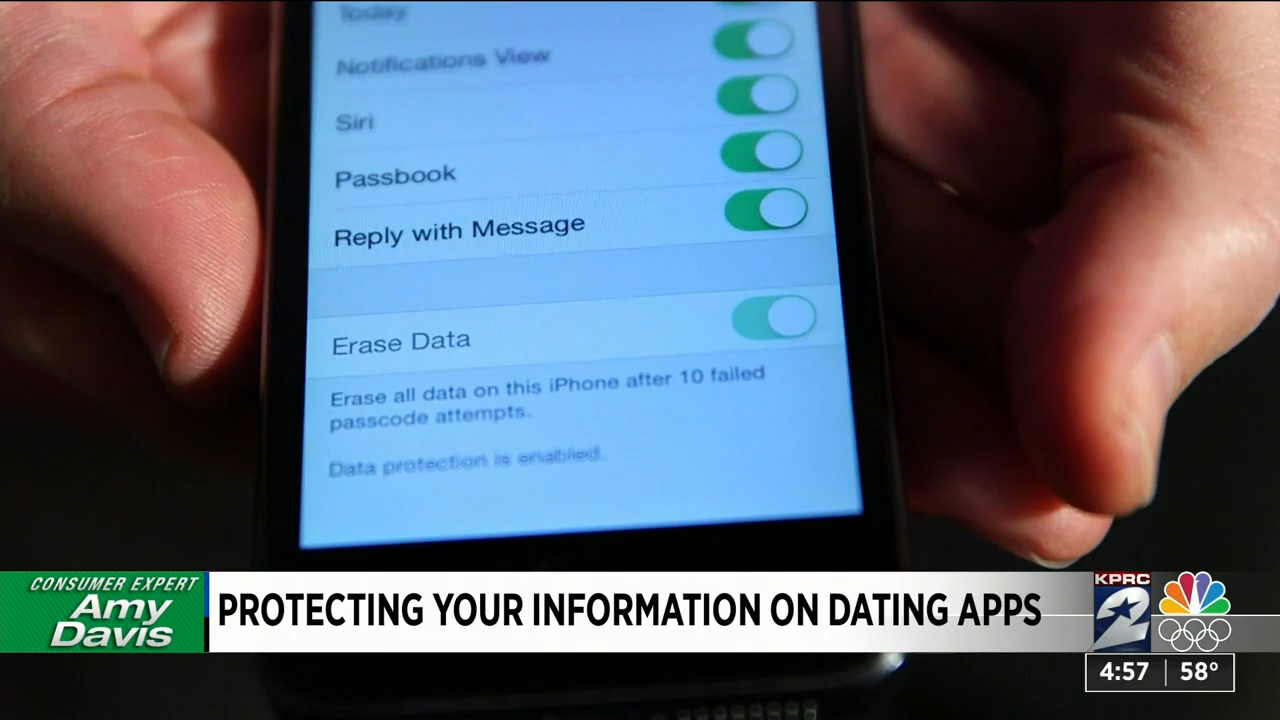 Today
Notifications View
Siri
Passbook
Reply with Message
Erase Data
Erase all data on this iPhone after 10 failed
passcode attempts.
Data protection is enabled.
CONSUMER EXPERT
Amy
Davis
PROTECTING YOUR INFORMATION ON DATING APPS
KPRC
2
4:57 58°